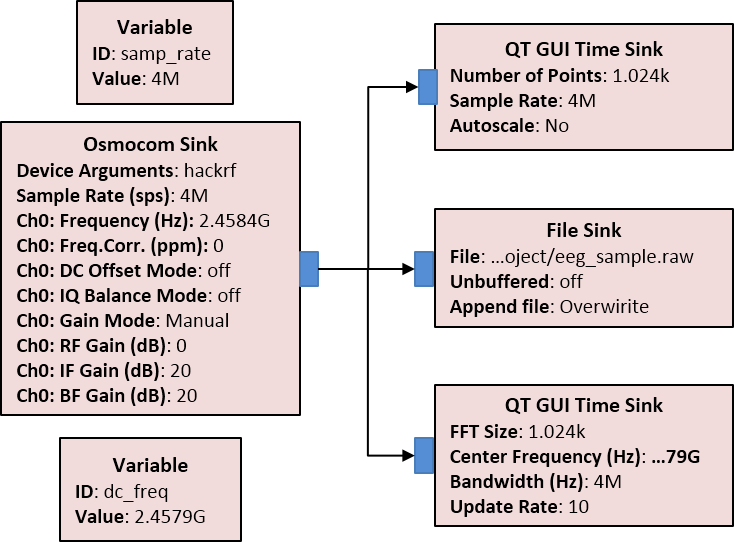 Variable
ID: samp_rate
Value: 4M
Osmocom Sink
Device Arguments: hackrf
Sample Rate (sps): 4M
Ch0: Frequency (Hz): 2.4584G
Ch0: Freq.Corr. (ppm): 0
Ch0: DC Offset Mode: off
Ch0: IQ Balance Mode: off
Ch0: Gain Mode: Manual
Ch0: RF Gain (dB): 0
Ch0: IF Gain (dB): 20
Ch0: BF Gain (dB): 20
Variable
ID: dc_freq
Value: 2.4579G
QT GUI Time Sink
Number of Points: 1.024k
Sample Rate: 4M
Autoscale: No
File Sink
File: ...oject/eeg_sample.raw
Unbuffered: off
Append file: Overwirite
QT GUI Time Sink
FFT Size: 1.024k
Center Frequency (Hz): ...79G
Bandwidth (Hz): 4M
Update Rate: 10